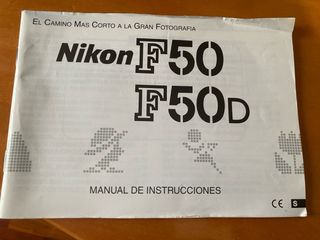 EL CAMINO MAS CORTO A LA GRAN FOTOGRAFIA
Nikon F50
F50D
MANUAL DE INSTRUCCIONES
CE S